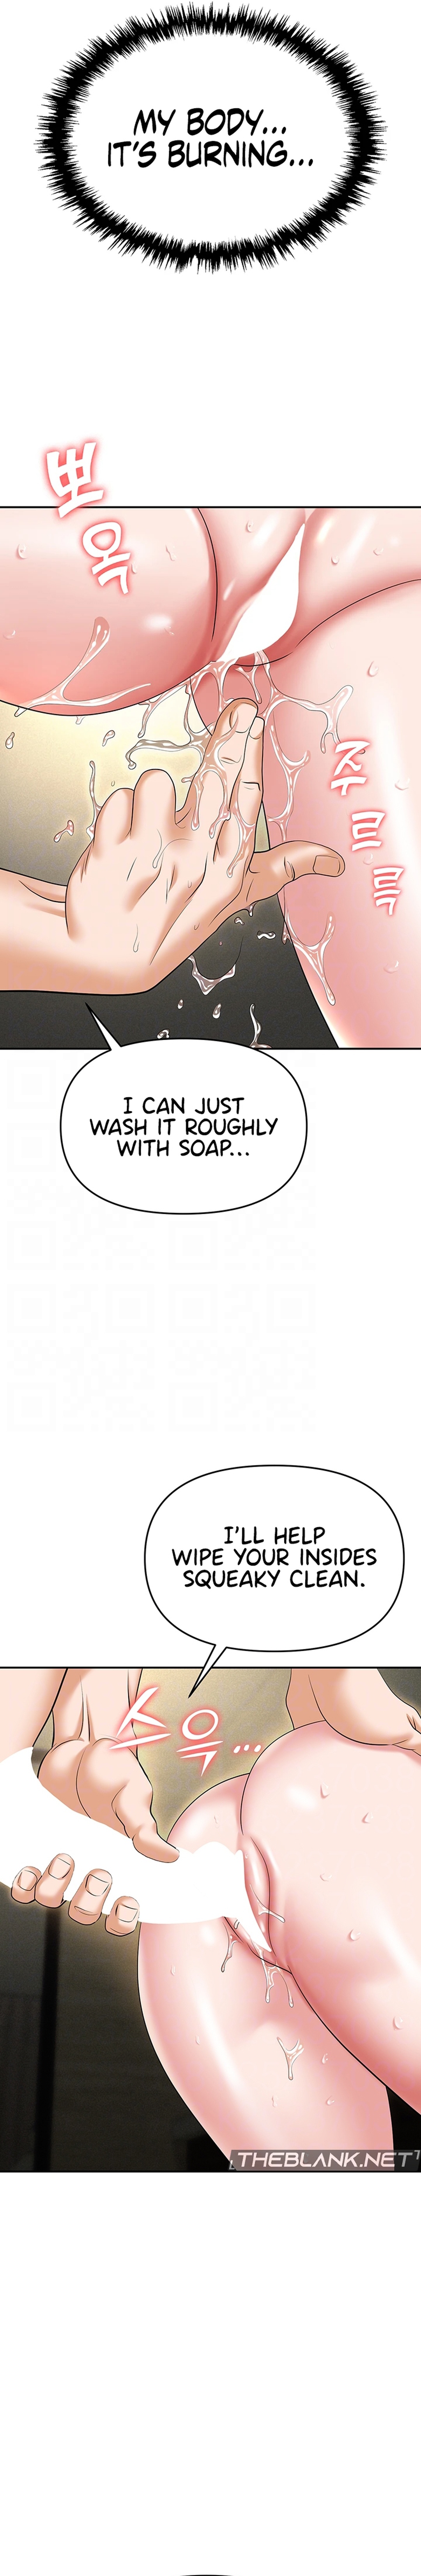 MY BODY...
IT'S BURNING...
뽀
옥
주
르
륵
I CAN JUST
WASH IT ROUGHLY
WITH SOAP...
I'LL HELP
WIPE YOUR INSIDES
SQUEAKY CLEAN.
스
윽...
THEBLANK.NET